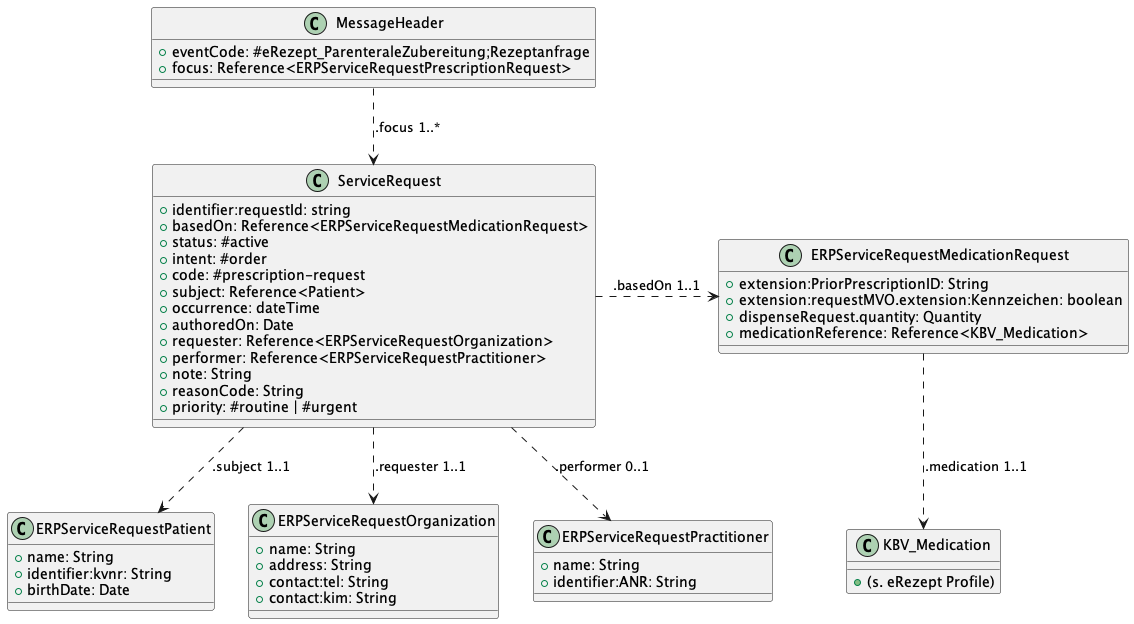 C MessageHeader
eventCode: #eRezept_ParenteraleZubereitung;Rezeptanfrage
focus: Reference<ERPServiceRequestPrescriptionRequest>
.focus 1..*
C ServiceRequest
identifier:requestId: string
basedOn: Reference<ERPServiceRequestMedicationRequest>
status: #active
intent: #order
code: #prescription-request
subject: Reference<Patient>
occurrence: dateTime
authoredOn: Date
requester: Reference<ERPServiceRequestOrganization>
performer: Reference<ERPServiceRequestPractitioner>
note: String
reasonCode: String
priority: #routine | #urgent
.basedOn 1..1
C ERPServiceRequestMedicationRequest
extension:PriorPrescriptionID: String
extension:requestMVO.extension:Kennzeichen: boolean
dispenseRequest.quantity: Quantity
medicationReference: Reference<KBV_Medication>
.subject 1..1
.requester 1..1
.performer 0..1
.medication 1..1
C ERPServiceRequestPatient
name: String
identifier:kvnr: String
birthDate: Date
C ERPServiceRequestOrganization
name: String
address: String
contact:tel: String
contact:kim: String
C ERPServiceRequestPractitioner
name: String
identifier:ANR: String
C KBV_Medication
(s. eRezept Profile)